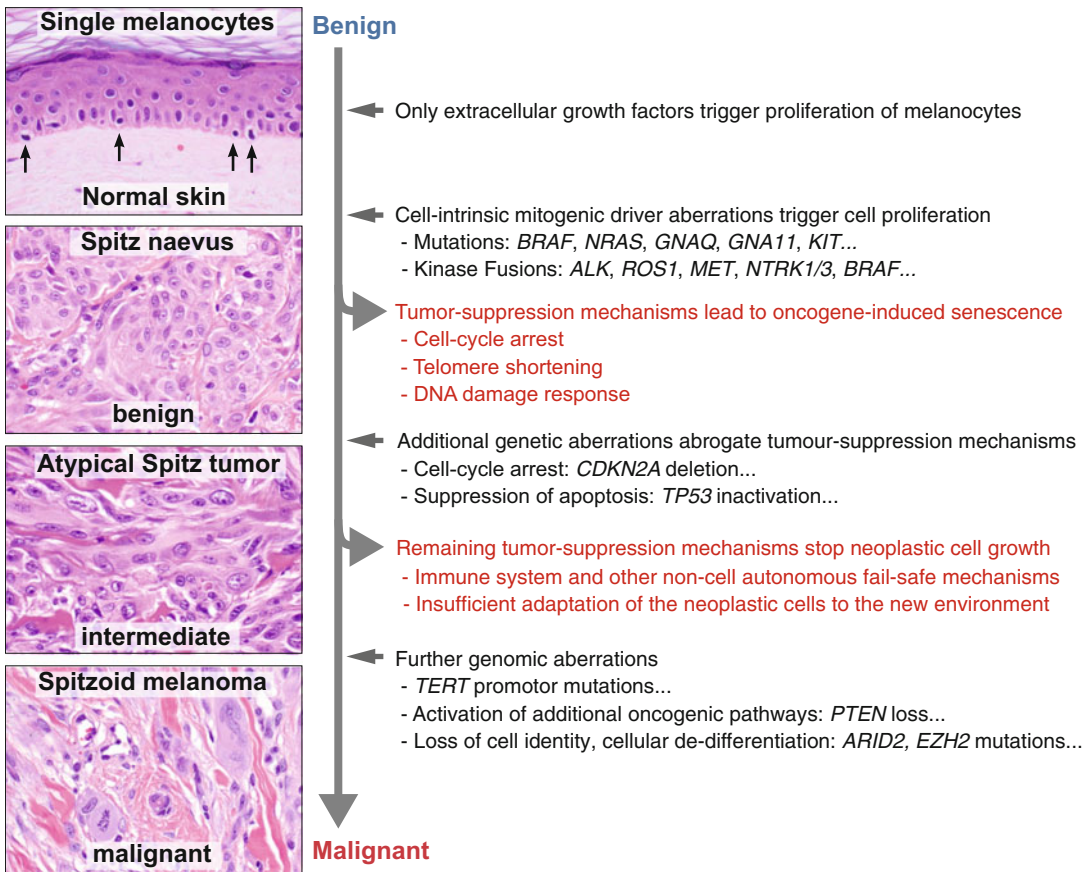 Single melanocytes
Normal skin
Spitz naevus
benign
Atypical Spitz tumor
intermediate
Spitzoid melanoma
malignant
Benign
Only extracellular growth factors trigger proliferation of melanocytes
Cell-intrinsic mitogenic driver aberrations trigger cell proliferation
- Mutations: BRAF, NRAS, GNAQ, GNA11, KIT...
- Kinase Fusions: ALK, ROS1, MET, NTRK1/3, BRAF...
Tumor-suppression mechanisms lead to oncogene-induced senescence
- Cell-cycle arrest
- Telomere shortening
- DNA damage response
Additional genetic aberrations abrogate tumour-suppression mechanisms
- Cell-cycle arrest: CDKN2A deletion...
- Suppression of apoptosis: TP53 inactivation...
Remaining tumor-suppression mechanisms stop neoplastic cell growth
- Immune system and other non-cell autonomous fail-safe mechanisms
- Insufficient adaptation of the neoplastic cells to the new environment
Further genomic aberrations
- TERT promotor mutations...
- Activation of additional oncogenic pathways: PTEN loss...
- Loss of cell identity, cellular de-differentiation: ARID2, EZH2 mutations...
Malignant